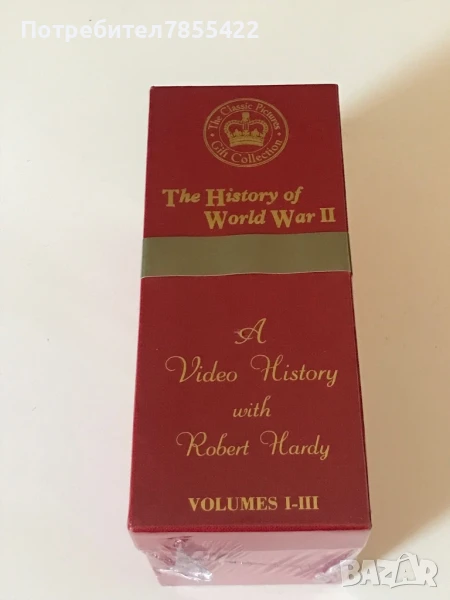 Потребител7855422
The Classic Pictures
Gift Collection
The History of
World War II
A
Video History
with
Robert Hardy
VOLUMES I-III
BAZAR